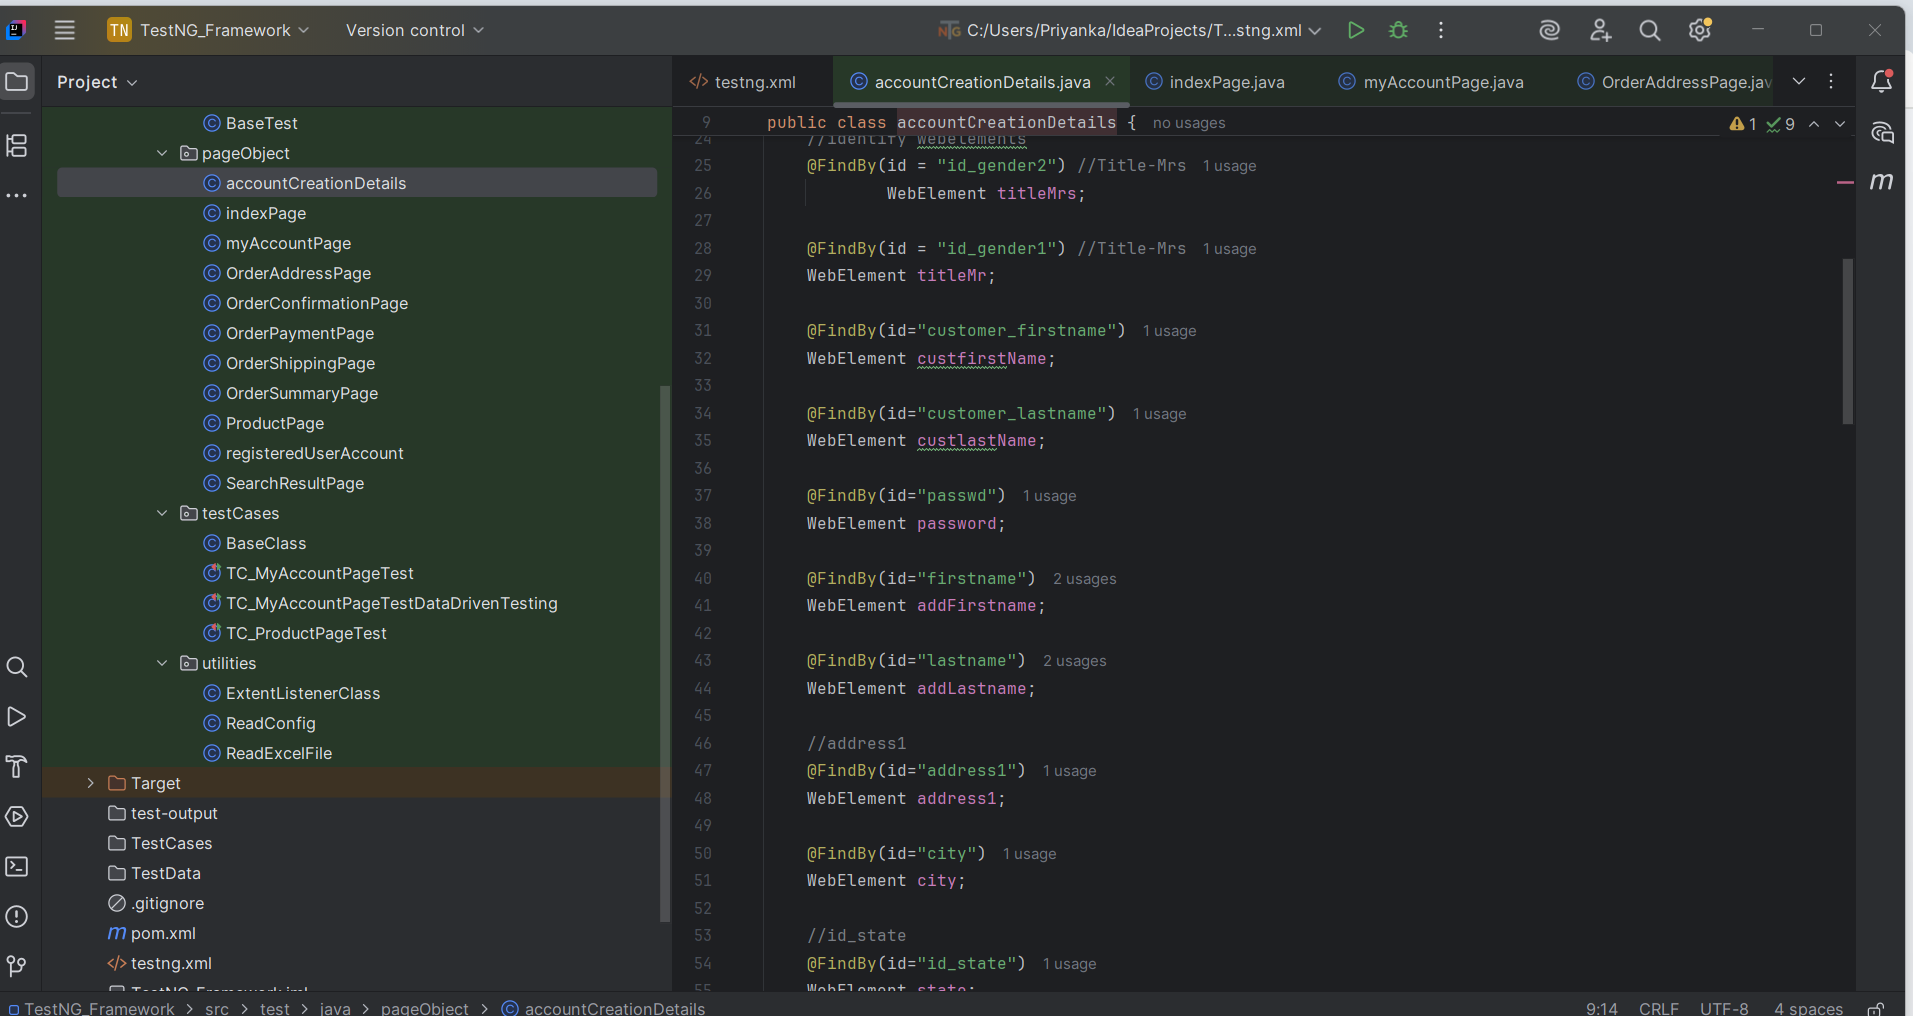 TN TestNG_Framework Version control C:/Users/Priyanka/IdeaProjects/T...stng.xml
Project
BaseTest
pageObject
accountCreationDetails
indexPage
myAccountPage
OrderAddressPage
OrderConfirmationPage
OrderPaymentPage
OrderShippingPage
OrderSummaryPage
ProductPage
registeredUserAccount
SearchResultPage
testCases
BaseClass
TC_MyAccountPageTest
TC_MyAccountPageTestDataDrivenTesting
TC_ProductPageTest
utilities
ExtentListenerClass
ReadConfig
ReadExcelFile
Target
test-output
TestCases
TestData
.gitignore
pom.xml
testng.xml
TestNG_Framework.iml
testng.xml accountCreationDetails.java indexPage.java myAccountPage.java OrderAddressPage.jav
9 public class accountCreationDetails { no usages 1 9
24 //identify Webelements
25 @FindBy(id = "id_gender2") //Title-Mrs 1 usage
26 WebElement titleMrs;
27
28 @FindBy(id = "id_gender1") //Title-Mrs 1 usage
29 WebElement titleMr;
30
31 @FindBy(id="customer_firstname") 1 usage
32 WebElement custfirstName;
33
34 @FindBy(id="customer_lastname") 1 usage
35 WebElement custlastName;
36
37 @FindBy(id="passwd") 1 usage
38 WebElement password;
39
40 @FindBy(id="firstname") 2 usages
41 WebElement addFirstname;
42
43 @FindBy(id="lastname") 2 usages
44 WebElement addLastname;
45
46 //address1
47 @FindBy(id="address1") 1 usage
48 WebElement address1;
49
50 @FindBy(id="city") 1 usage
51 WebElement city;
52
53 //id_state
54 @FindBy(id="id_state") 1 usage
55 WebElement state;
TestNG_Framework > src > test > java > pageObject > accountCreationDetails 9:14 CRLF UTF-8 4 spaces